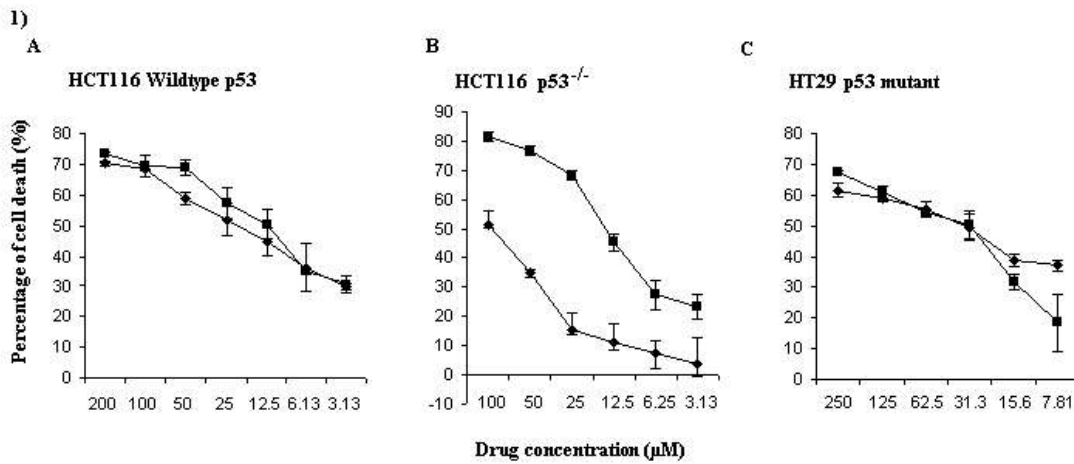 1)
A
HCT116 Wildtype p53
B
HCT116 p53-/-
C
HT29 p53 mutant
Percentage of cell death (%)
80
70
60
50
40
30
20
10
0
200 100 50 25 12.5 6.13 3.13
90
80
70
60
50
40
30
20
10
0
-10
100 50 25 12.5 6.25 3.13
80
70
60
50
40
30
20
10
0
250 125 62.5 31.3 15.6 7.81
Drug concentration (µM)